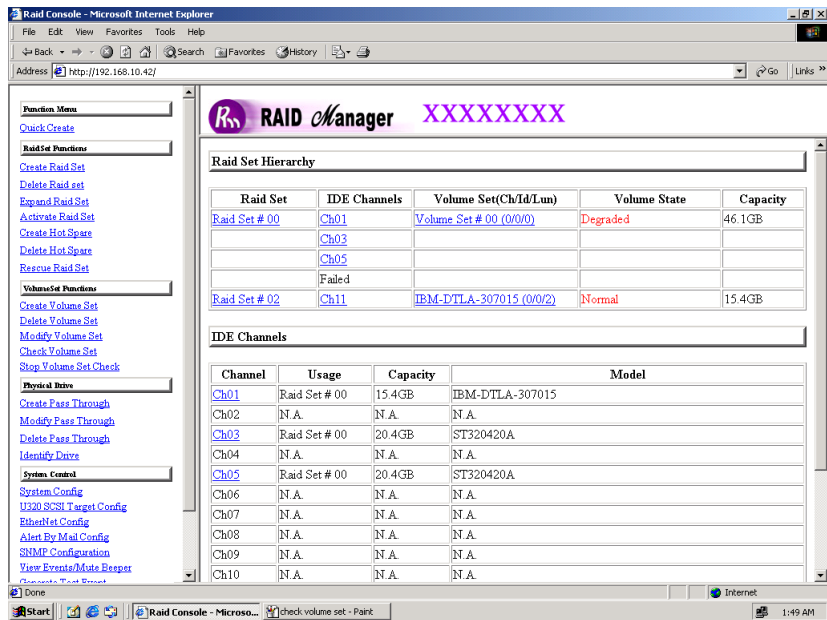 Raid Console - Microsoft Internet Explorer
File Edit View Favorites Tools Help
Back Search Favorites History
Address http://192.168.10.42/ Go Links »
Function Menu
Quick Create
RaidSet Functions
Create Raid Set
Delete Raid set
Expand Raid Set
Activate Raid Set
Create Hot Spare
Delete Hot Spare
Rescue Raid Set
VolumeSet Functions
Create Volume Set
Delete Volume Set
Modify Volume Set
Check Volume Set
Stop Volume Set Check
Physical Drive
Create Pass Through
Modify Pass Through
Delete Pass Through
Identify Drive
System Control
System Config
U320 SCSI Target Config
EtherNet Config
Alert By Mail Config
SNMP Configuration
View Events/Mute Beeper
Generate Test Event
Rm RAID Manager XXXXXXXX
Raid Set Hierarchy
Raid Set IDE Channels Volume Set(Ch/Id/Lun) Volume State Capacity
Raid Set # 00 Ch01 Volume Set # 00 (0/0/0) Degraded 46.1GB
Ch03
Ch05
Failed
Raid Set # 02 Ch11 IBM-DTLA-307015 (0/0/2) Normal 15.4GB
IDE Channels
Channel Usage Capacity Model
Ch01 Raid Set # 00 15.4GB IBM-DTLA-307015
Ch02 N.A. N.A. N.A.
Ch03 Raid Set # 00 20.4GB ST320420A
Ch04 N.A. N.A. N.A.
Ch05 Raid Set # 00 20.4GB ST320420A
Ch06 N.A. N.A. N.A.
Ch07 N.A. N.A. N.A.
Ch08 N.A. N.A. N.A.
Ch09 N.A. N.A. N.A.
Ch10 N.A. N.A. N.A.
Done Internet
Start Raid Console - Microso... check volume set - Paint 1:49 AM